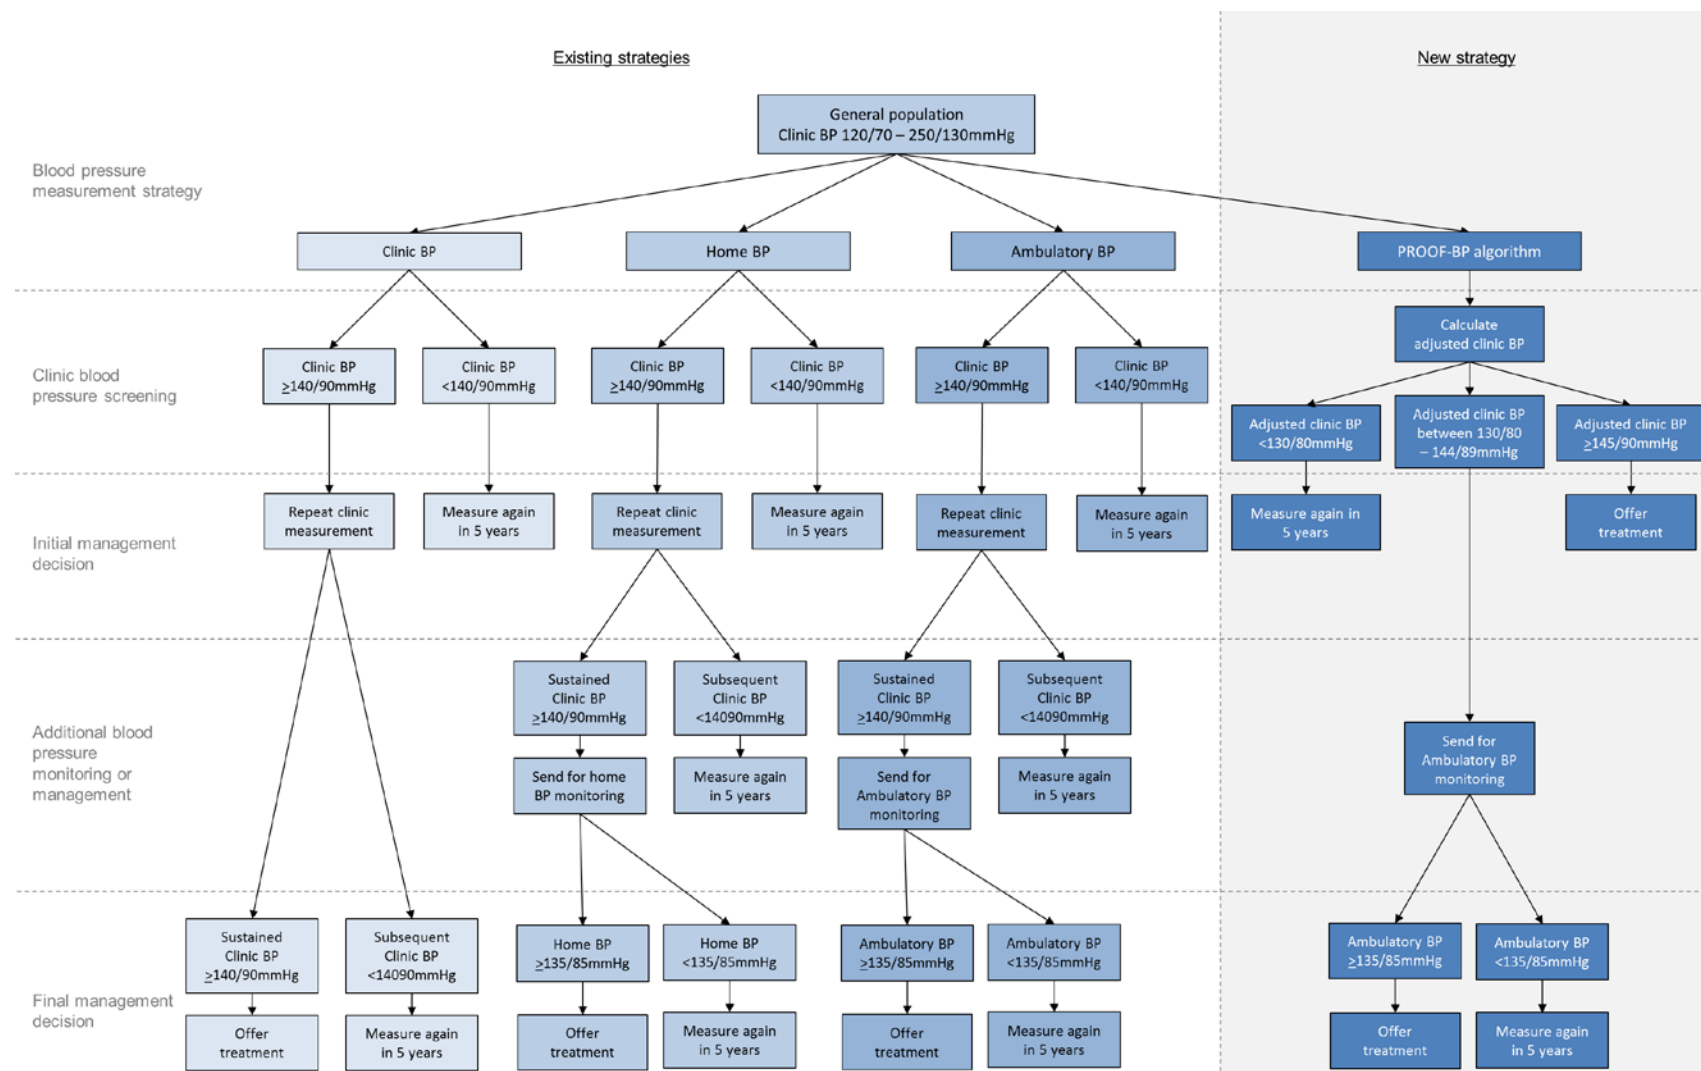 Existing strategies
New strategy
General population
Clinic BP 120/70 – 250/130mmHg
Blood pressure
measurement strategy
Clinic BP
Home BP
Ambulatory BP
PROOF-BP algorithm
Clinic blood
pressure screening
Clinic BP
≥140/90mmHg
Clinic BP
<140/90mmHg
Clinic BP
≥140/90mmHg
Clinic BP
<140/90mmHg
Clinic BP
≥140/90mmHg
Clinic BP
<140/90mmHg
Calculate
adjusted clinic BP
Adjusted clinic BP
<130/80mmHg
Adjusted clinic BP
between 130/80
– 144/89mmHg
Adjusted clinic BP
≥145/90mmHg
Initial management
decision
Repeat clinic
measurement
Measure again
in 5 years
Repeat clinic
measurement
Measure again
in 5 years
Repeat clinic
measurement
Measure again
in 5 years
Measure again in
5 years
Offer
treatment
Additional blood
pressure
monitoring or
management
Sustained
Clinic BP
≥140/90mmHg
Subsequent
Clinic BP
<14090mmHg
Sustained
Clinic BP
≥140/90mmHg
Subsequent
Clinic BP
<14090mmHg
Send for home
BP monitoring
Measure again
in 5 years
Send for
Ambulatory BP
monitoring
Measure again
in 5 years
Send for
Ambulatory BP
monitoring
Final management
decision
Sustained
Clinic BP
≥140/90mmHg
Subsequent
Clinic BP
<14090mmHg
Home BP
≥135/85mmHg
Home BP
<135/85mmHg
Ambulatory BP
≥135/85mmHg
Ambulatory BP
<135/85mmHg
Ambulatory BP
≥135/85mmHg
Ambulatory BP
<135/85mmHg
Offer
treatment
Measure again
in 5 years
Offer
treatment
Measure again
in 5 years
Offer
treatment
Measure again
in 5 years
Offer
treatment
Measure again
in 5 years